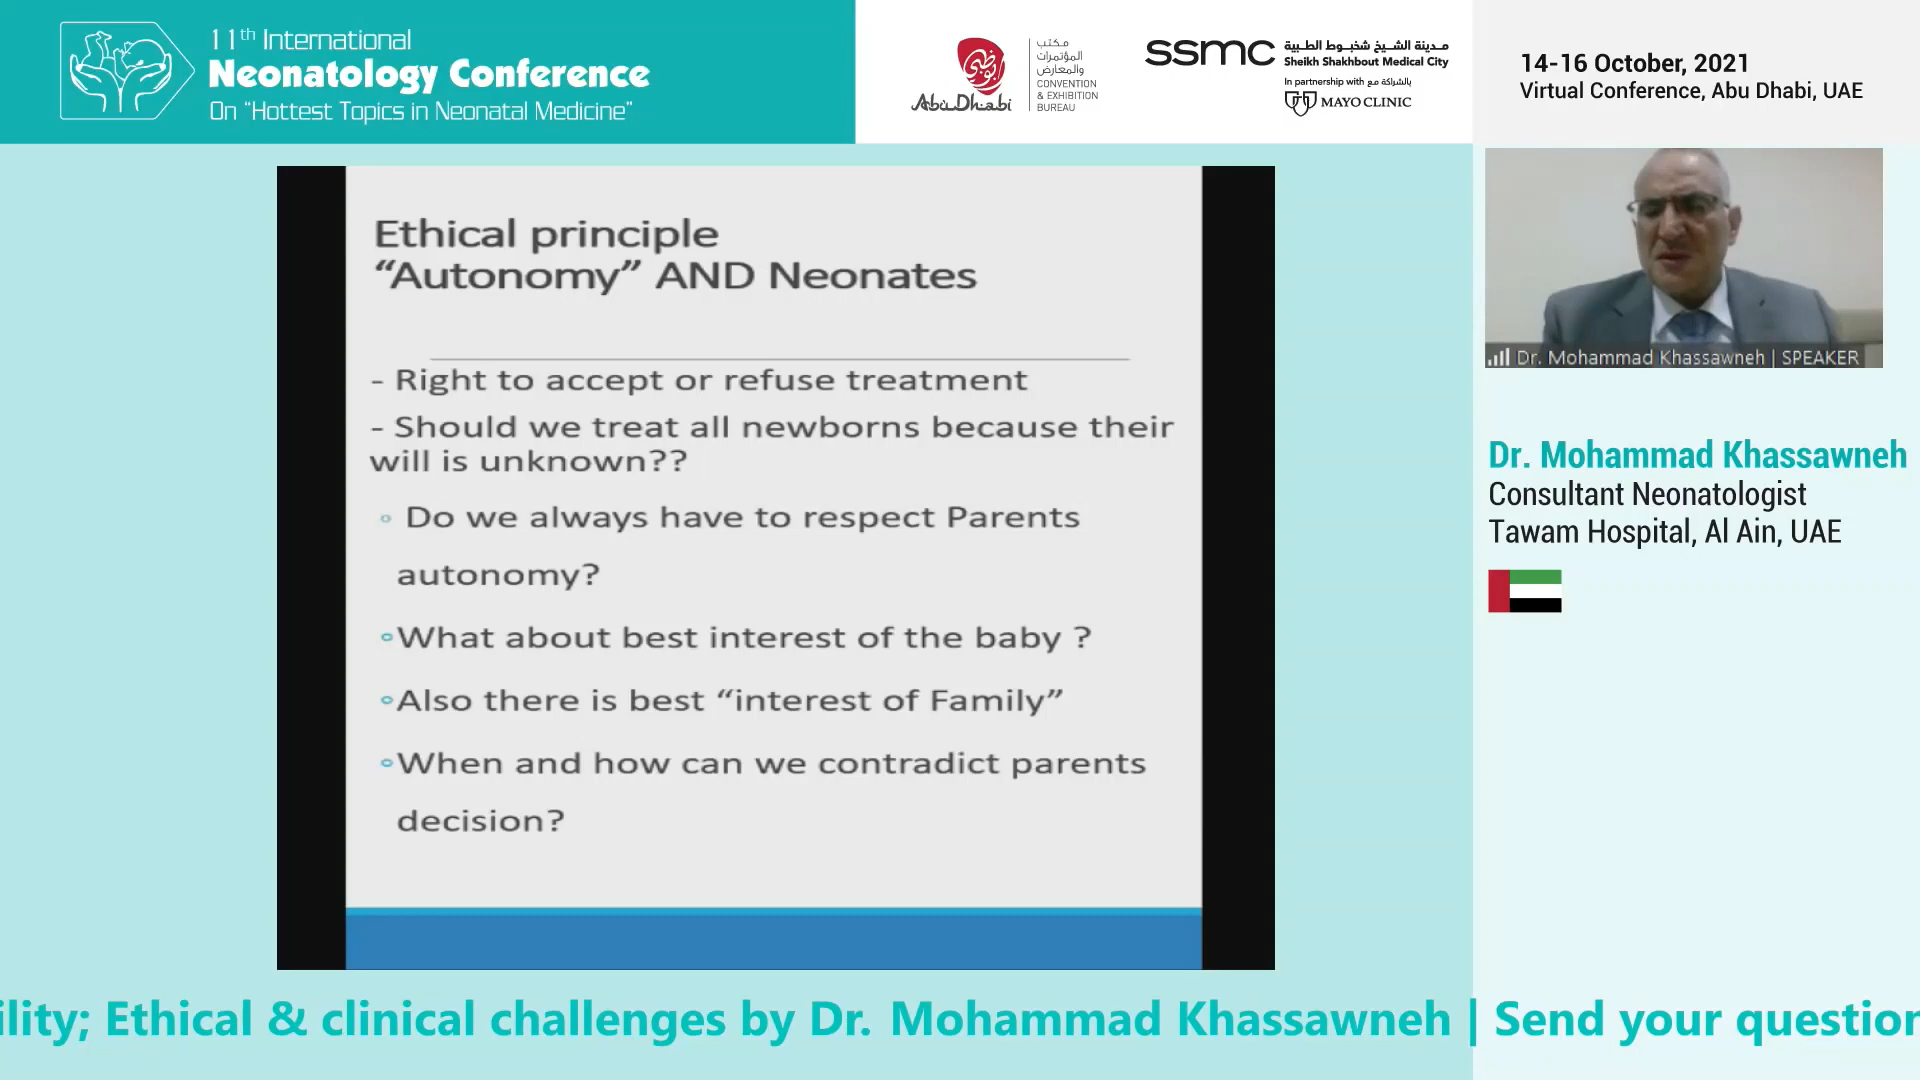 11th International
Neonatology Conference
On "Hottest Topics in Neonatal Medicine"
أبوظبي
Abu Dhabi
مكتب
المؤتمرات
والمعارض
CONVENTION
& EXHIBITION
BUREAU
ssmc
مدينة الشيخ شخبوط الطبية
Sheikh Shakhbout Medical City
In partnership with بالشراكة مع
MAYO CLINIC
14-16 October, 2021
Virtual Conference, Abu Dhabi, UAE
Ethical principle
“Autonomy” AND Neonates
- Right to accept or refuse treatment
- Should we treat all newborns because their
will is unknown??
Do we always have to respect Parents
autonomy?
What about best interest of the baby ?
Also there is best “interest of Family”
When and how can we contradict parents
decision?
Dr. Mohammad Khassawneh | SPEAKER
Dr. Mohammad Khassawneh
Consultant Neonatologist
Tawam Hospital, Al Ain, UAE
ility; Ethical & clinical challenges by Dr. Mohammad Khassawneh | Send your question